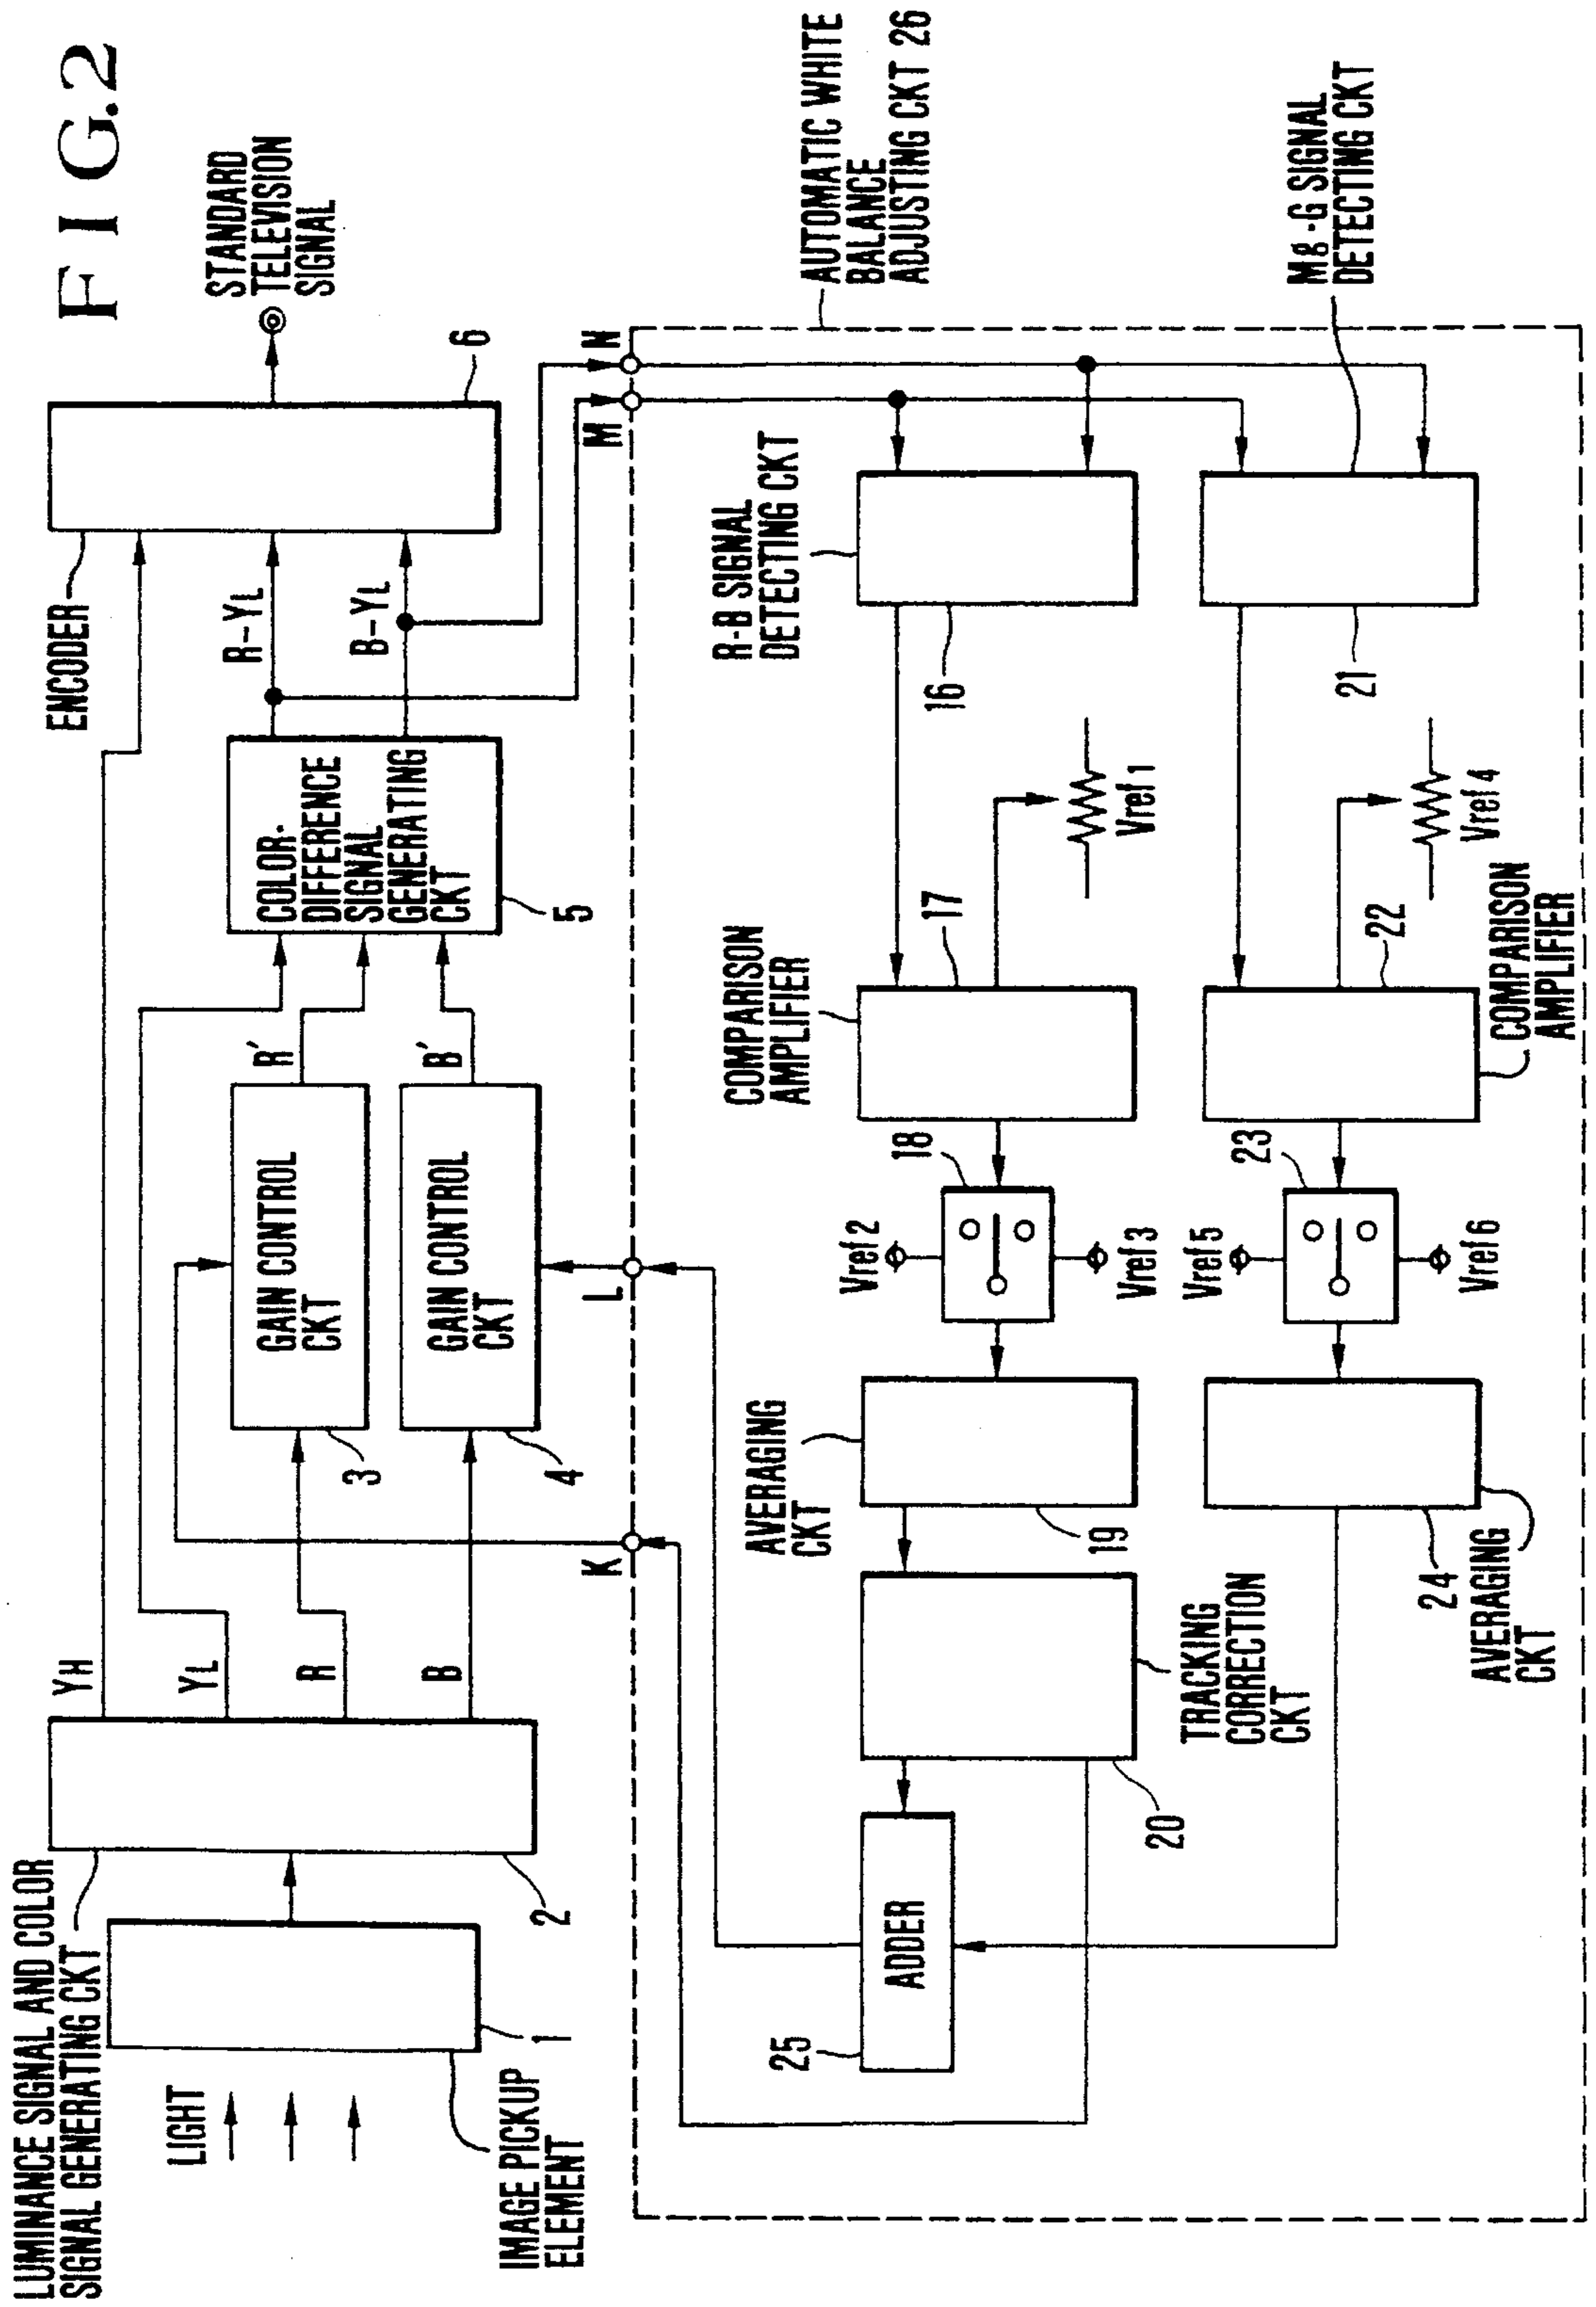 FIG.2
LUMINANCE SIGNAL AND COLOR
SIGNAL GENERATING CKT
LIGHT
IMAGE PICKUP
ELEMENT
1
2
YH
YL
R
B
K
GAIN CONTROL
CKT
3
GAIN CONTROL
CKT
4
L
R'
B'
COLOR-
DIFFERENCE
SIGNAL
GENERATING
CKT
5
ENCODER
R-YL
B-YL
6
STANDARD
TELEVISION
SIGNAL
M
N
AUTOMATIC WHITE
BALANCE
ADJUSTING CKT 26
R-B SIGNAL
DETECTING CKT
16
Mg-G SIGNAL
DETECTING CKT
21
COMPARISON
AMPLIFIER
17
Vref 1
COMPARISON
AMPLIFIER
22
Vref 4
18
Vref 2
Vref 3
23
Vref 5
Vref 6
AVERAGING
CKT
19
24
AVERAGING
CKT
TRACKING
CORRECTION
CKT
20
ADDER
25